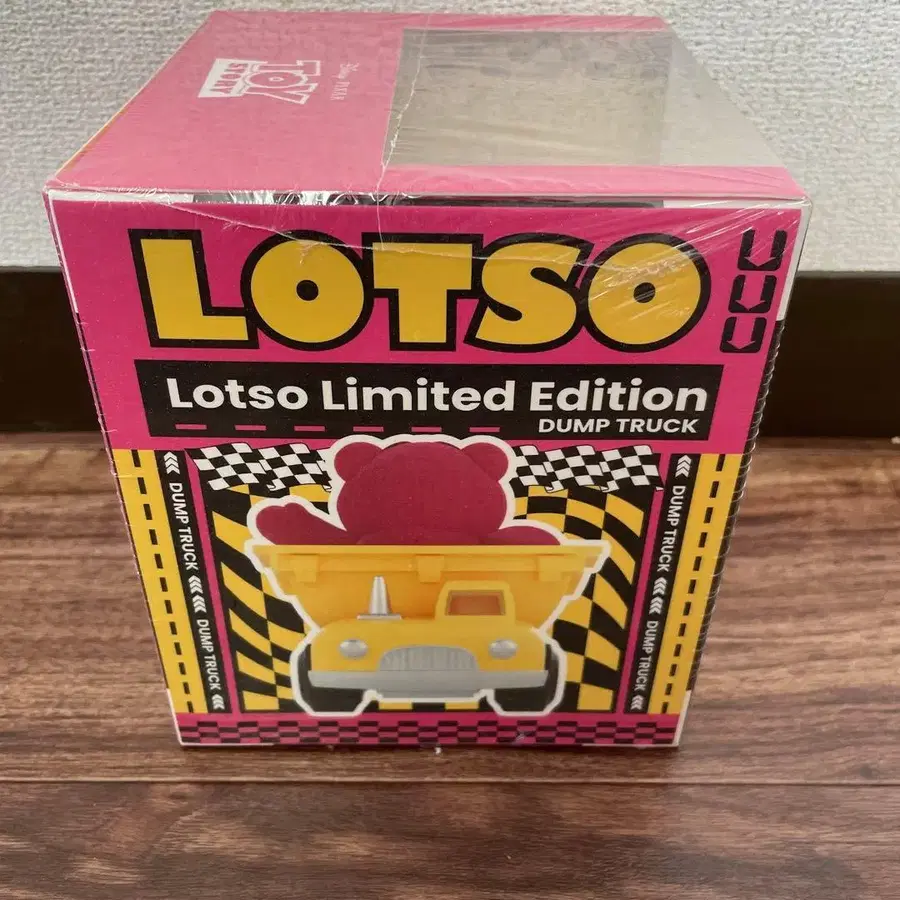 Disney PIXAR
TOY
STORY
LOTSO
Lotso Limited Edition
DUMP TRUCK
DUMP TRUCK
DUMP TRUCK
DUMP TRUCK
DUMP TRUCK